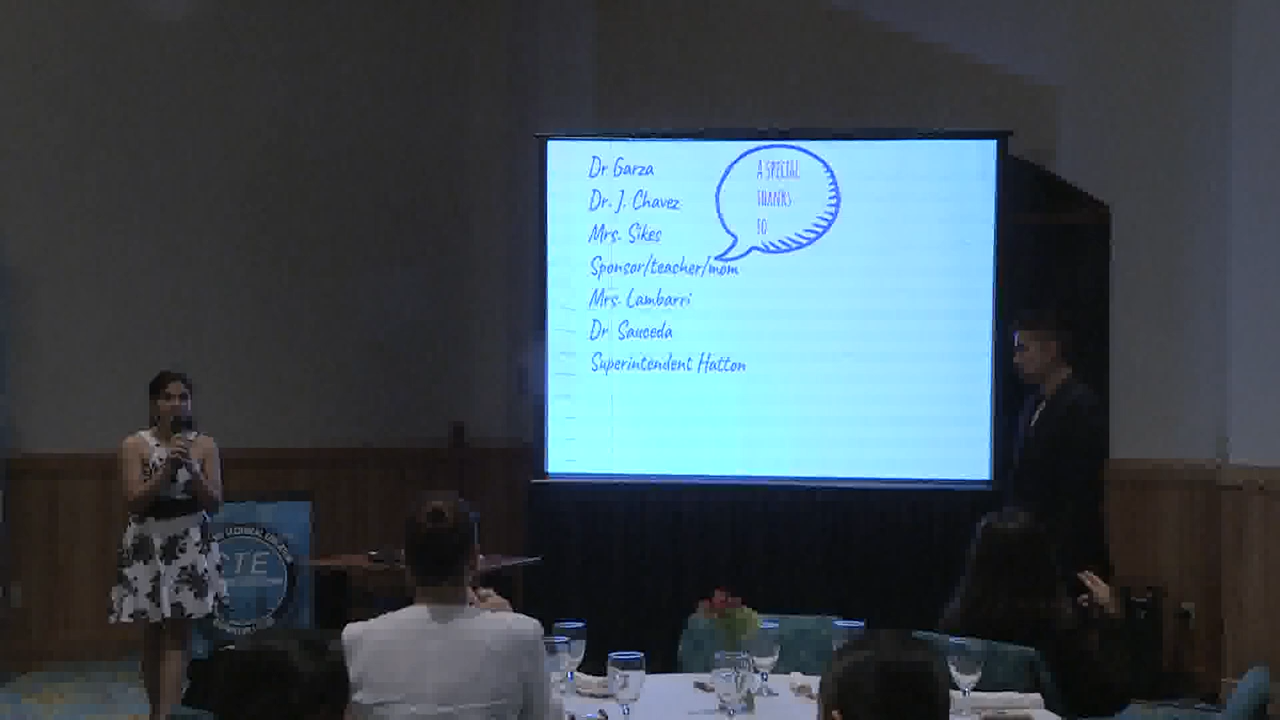 Dr Garza
Dr. J. Chavez
Mrs. Sikes
Sponsor/teacher/mom
Mrs. Lambarri
Dr Sauceda
Superintendent Hatton
A SPECIAL
THANKS
TO
CTE